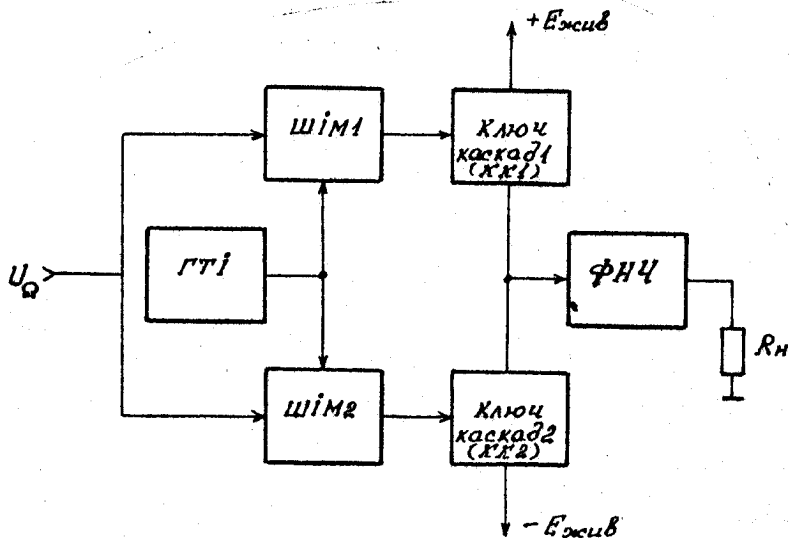 +Eжив
ШіМ1
Ключ
каскад1
(КК1)
UΩ
ГТі
ФНЧ
Rн
ШіМ2
Ключ
каскад2
(КК2)
-Eжив